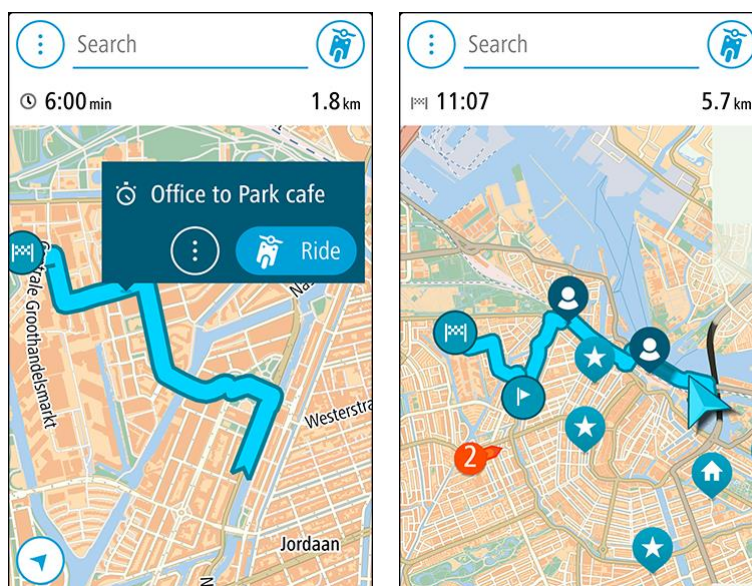 Search
6:00 min 1.8 km
Office to Park cafe
Ride
Groothandelsmarkt
Westerstra
Jordaan
Search
11:07 5.7 km
2